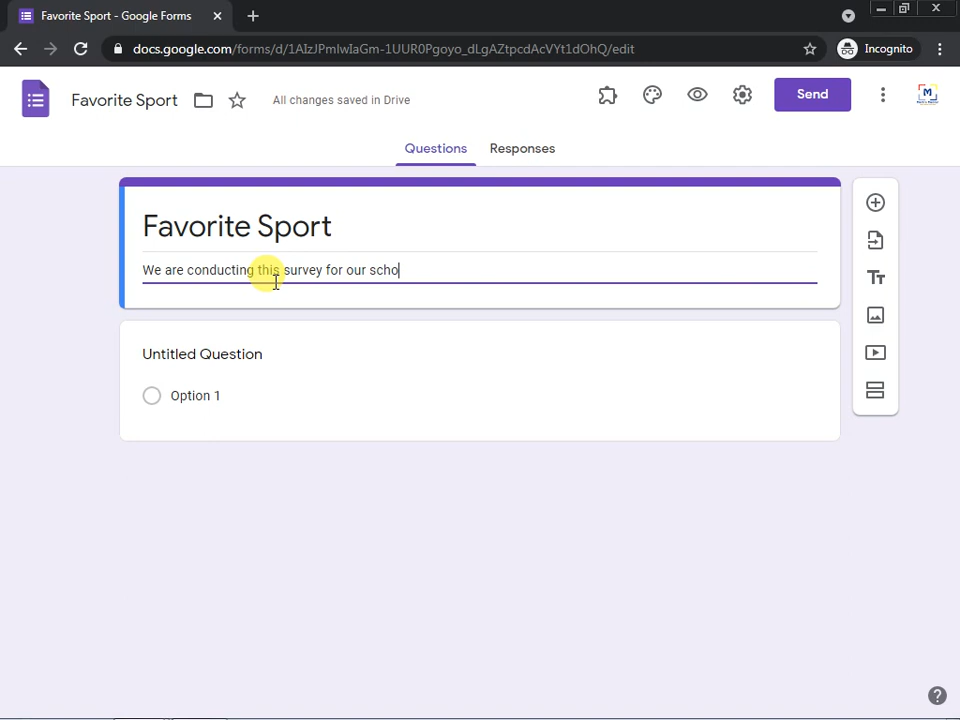 Favorite Sport - Google Forms
docs.google.com/forms/d/1AIzJPmlwIaGm-1UUR0Pgoyo_dLgAZtpcdAcVYt1dOhQ/edit
Incognito
Favorite Sport
All changes saved in Drive
Send
M
Questions
Responses
Favorite Sport
We are conducting this survey for our scho
Untitled Question
Option 1